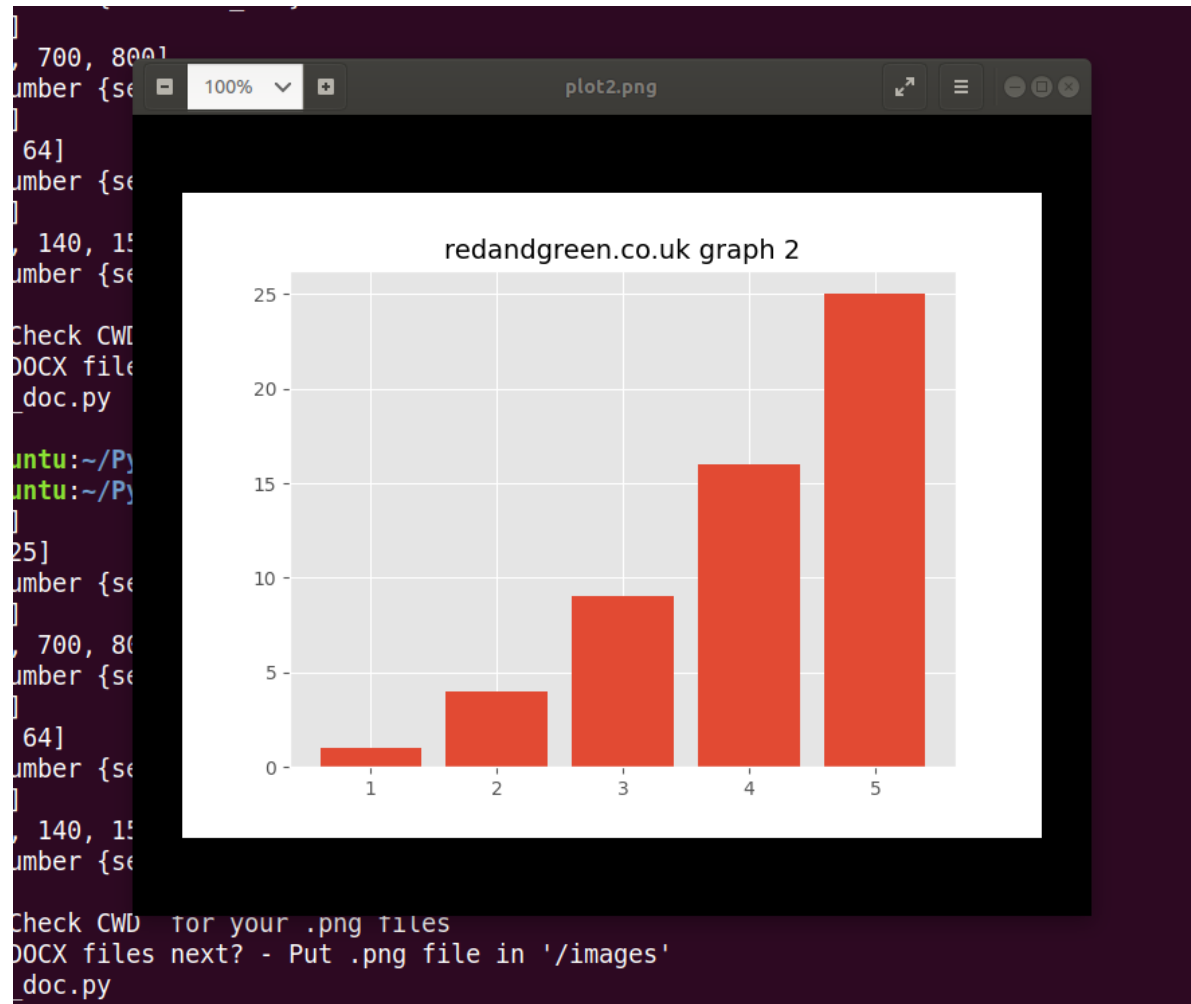 ]
, 700, 800]
umber {se
]
64]
umber {se
]
, 140, 15
umber {se
Check CWD
DOCX file
_doc.py
untu:~/Py
untu:~/Py
]
25]
umber {se
]
, 700, 80
umber {se
]
64]
umber {se
]
, 140, 15
umber {se
Check CWD for your .png files
DOCX files next? - Put .png file in '/images'
_doc.py
100%
plot2.png
redandgreen.co.uk graph 2
25
20
15
10
5
0
1 2 3 4 5